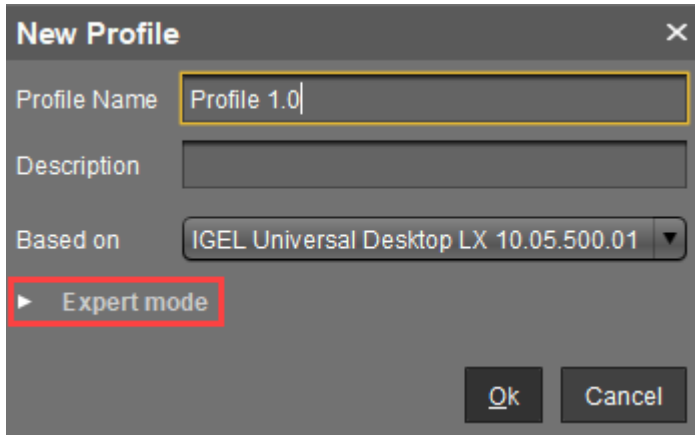 New Profile
Profile Name Profile 1.0
Description
Based on IGEL Universal Desktop LX 10.05.500.01
Expert mode
Ok Cancel